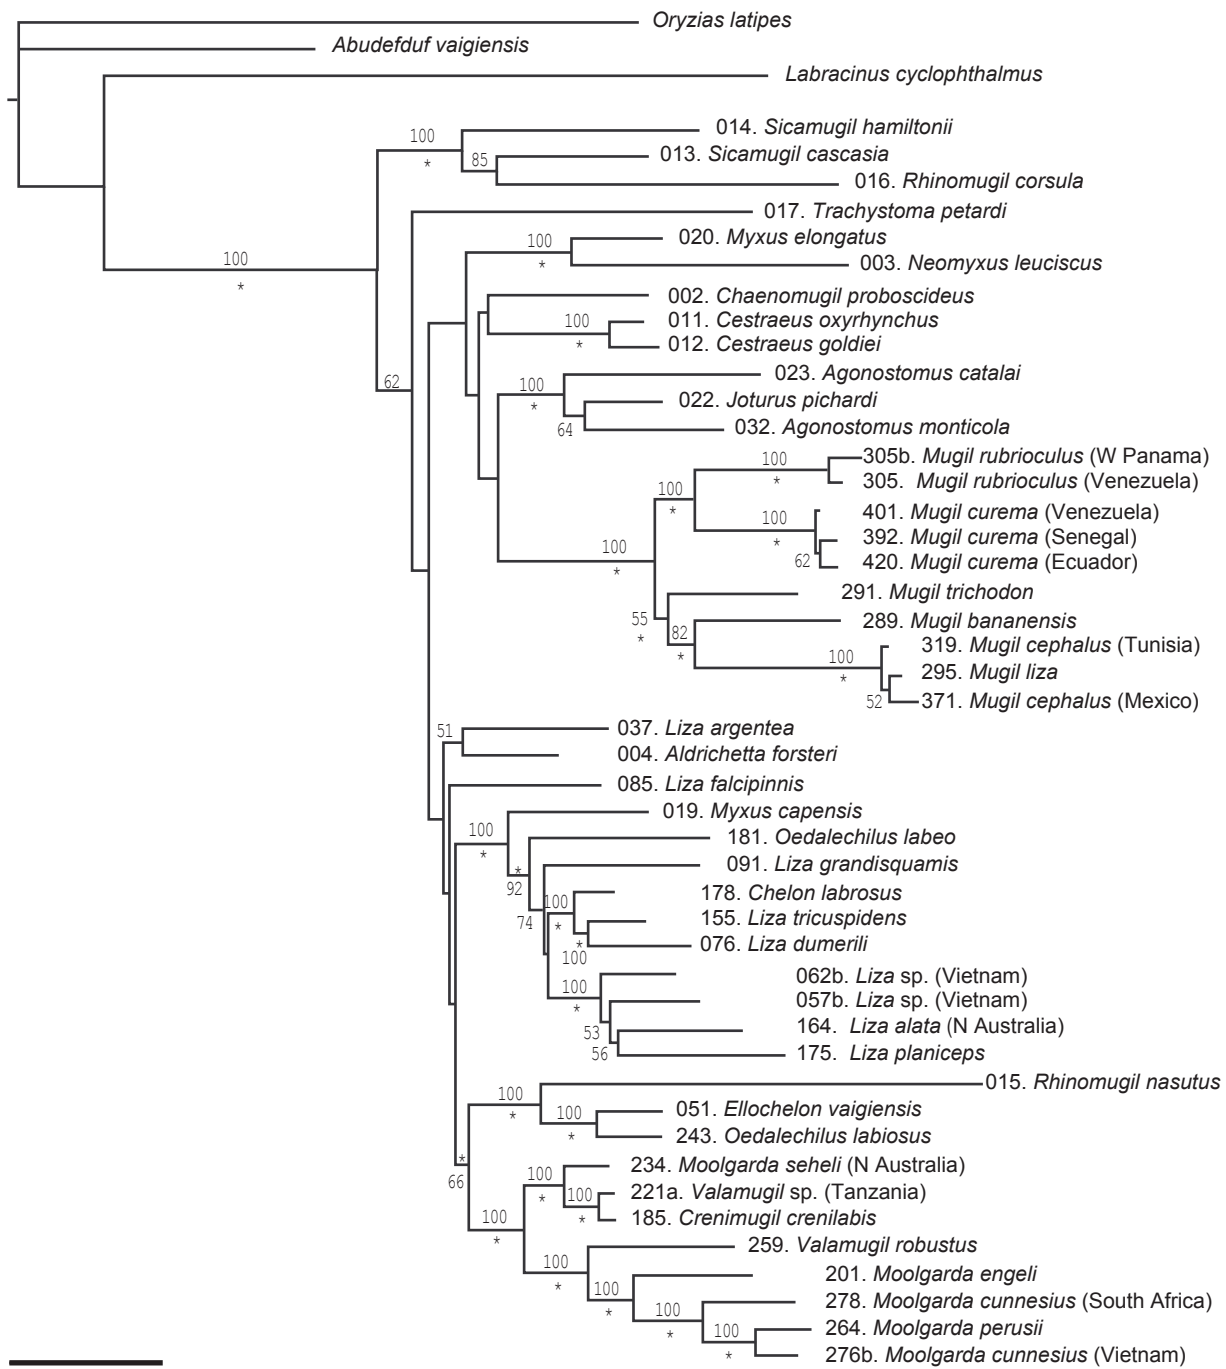 Oryzias latipes
Abudefduf vaigiensis
Labracinus cyclophthalmus
014. Sicamugil hamiltonii
100
*
85
013. Sicamugil cascasia
016. Rhinomugil corsula
017. Trachystoma petardi
100
*
020. Myxus elongatus
003. Neomyxus leuciscus
100
*
002. Chaenomugil proboscideus
100
*
011. Cestraeus oxyrhynchus
012. Cestraeus goldiei
62
100
*
023. Agonostomus catalai
022. Joturus pichardi
64
032. Agonostomus monticola
100
*
305b. Mugil rubrioculus (W Panama)
305. Mugil rubrioculus (Venezuela)
100
*
100
*
401. Mugil curema (Venezuela)
392. Mugil curema (Senegal)
62
420. Mugil curema (Ecuador)
100
*
291. Mugil trichodon
55
*
82
*
289. Mugil bananensis
319. Mugil cephalus (Tunisia)
100
*
295. Mugil liza
52
371. Mugil cephalus (Mexico)
51
037. Liza argentea
004. Aldrichetta forsteri
085. Liza falcipinnis
019. Myxus capensis
100
*
181. Oedalechilus labeo
*
92
091. Liza grandisquamis
178. Chelon labrosus
100
*
74
155. Liza tricuspidens
*
100
076. Liza dumerili
062b. Liza sp. (Vietnam)
100
*
057b. Liza sp. (Vietnam)
53
164. Liza alata (N Australia)
56
175. Liza planiceps
015. Rhinomugil nasutus
100
*
051. Ellochelon vaigiensis
100
*
243. Oedalechilus labiosus
*
66
234. Moolgarda seheli (N Australia)
100
*
221a. Valamugil sp. (Tanzania)
100
*
185. Crenimugil crenilabis
100
*
259. Valamugil robustus
100
*
201. Moolgarda engeli
100
*
278. Moolgarda cunnesius (South Africa)
100
*
264. Moolgarda perusii
100
*
276b. Moolgarda cunnesius (Vietnam)